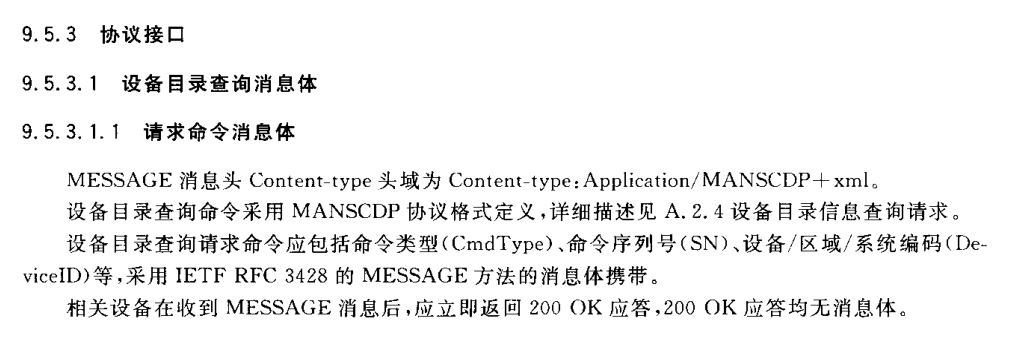 9.5.3 协议接口
9.5.3.1 设备目录查询消息体
9.5.3.1.1 请求命令消息体
MESSAGE 消息头 Content-type 头域为 Content-type:Application/MANSCDP+xml。
设备目录查询命令采用 MANSCDP 协议格式定义,详细描述见 A.2.4 设备目录信息查询请求。
设备目录查询请求命令应包括命令类型(CmdType)、命令序列号(SN)、设备/区域/系统编码(De-
viceID)等,采用 IETF RFC 3428 的 MESSAGE 方法的消息体携带。
相关设备在收到 MESSAGE 消息后,应立即返回 200 OK 应答,200 OK 应答均无消息体。